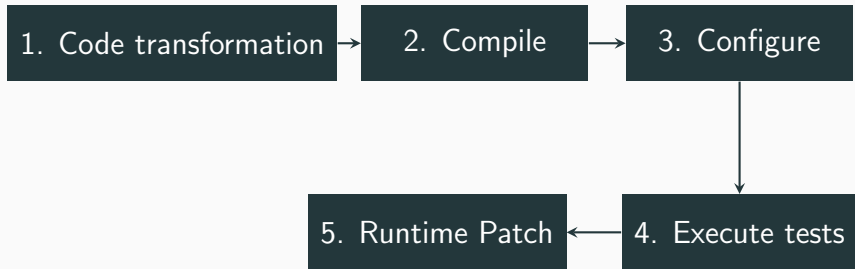 1. Code transformation
2. Compile
3. Configure
4. Execute tests
5. Runtime Patch